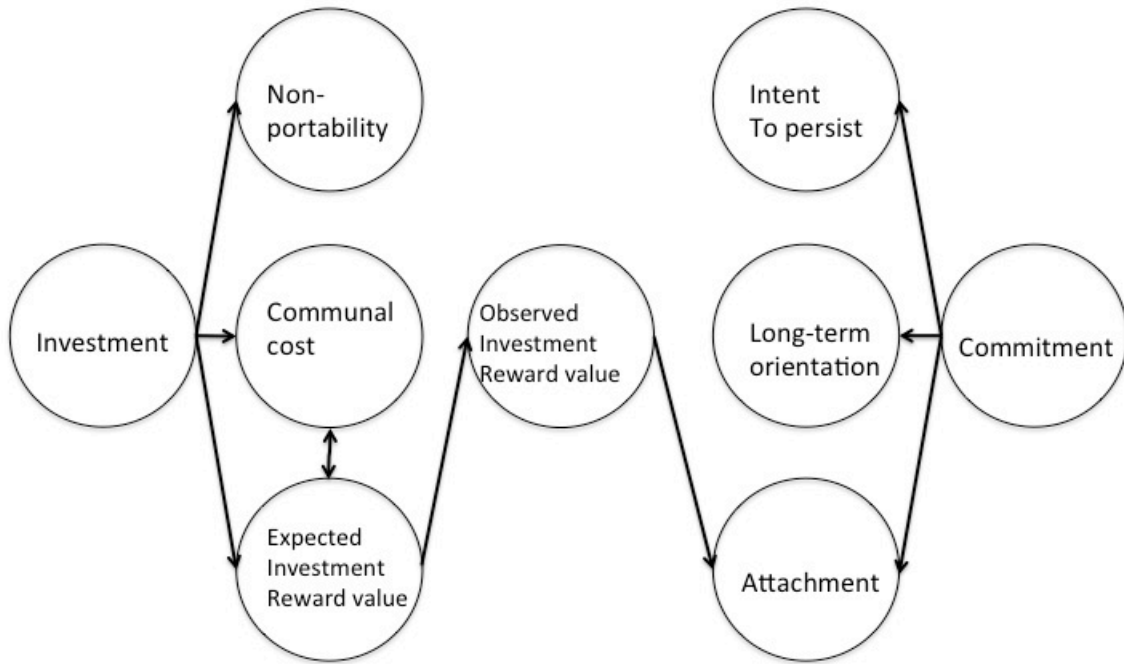 Non-
portability
Intent
To persist
Investment
Communal
cost
Observed
Investment
Reward value
Long-term
orientation
Commitment
Expected
Investment
Reward value
Attachment